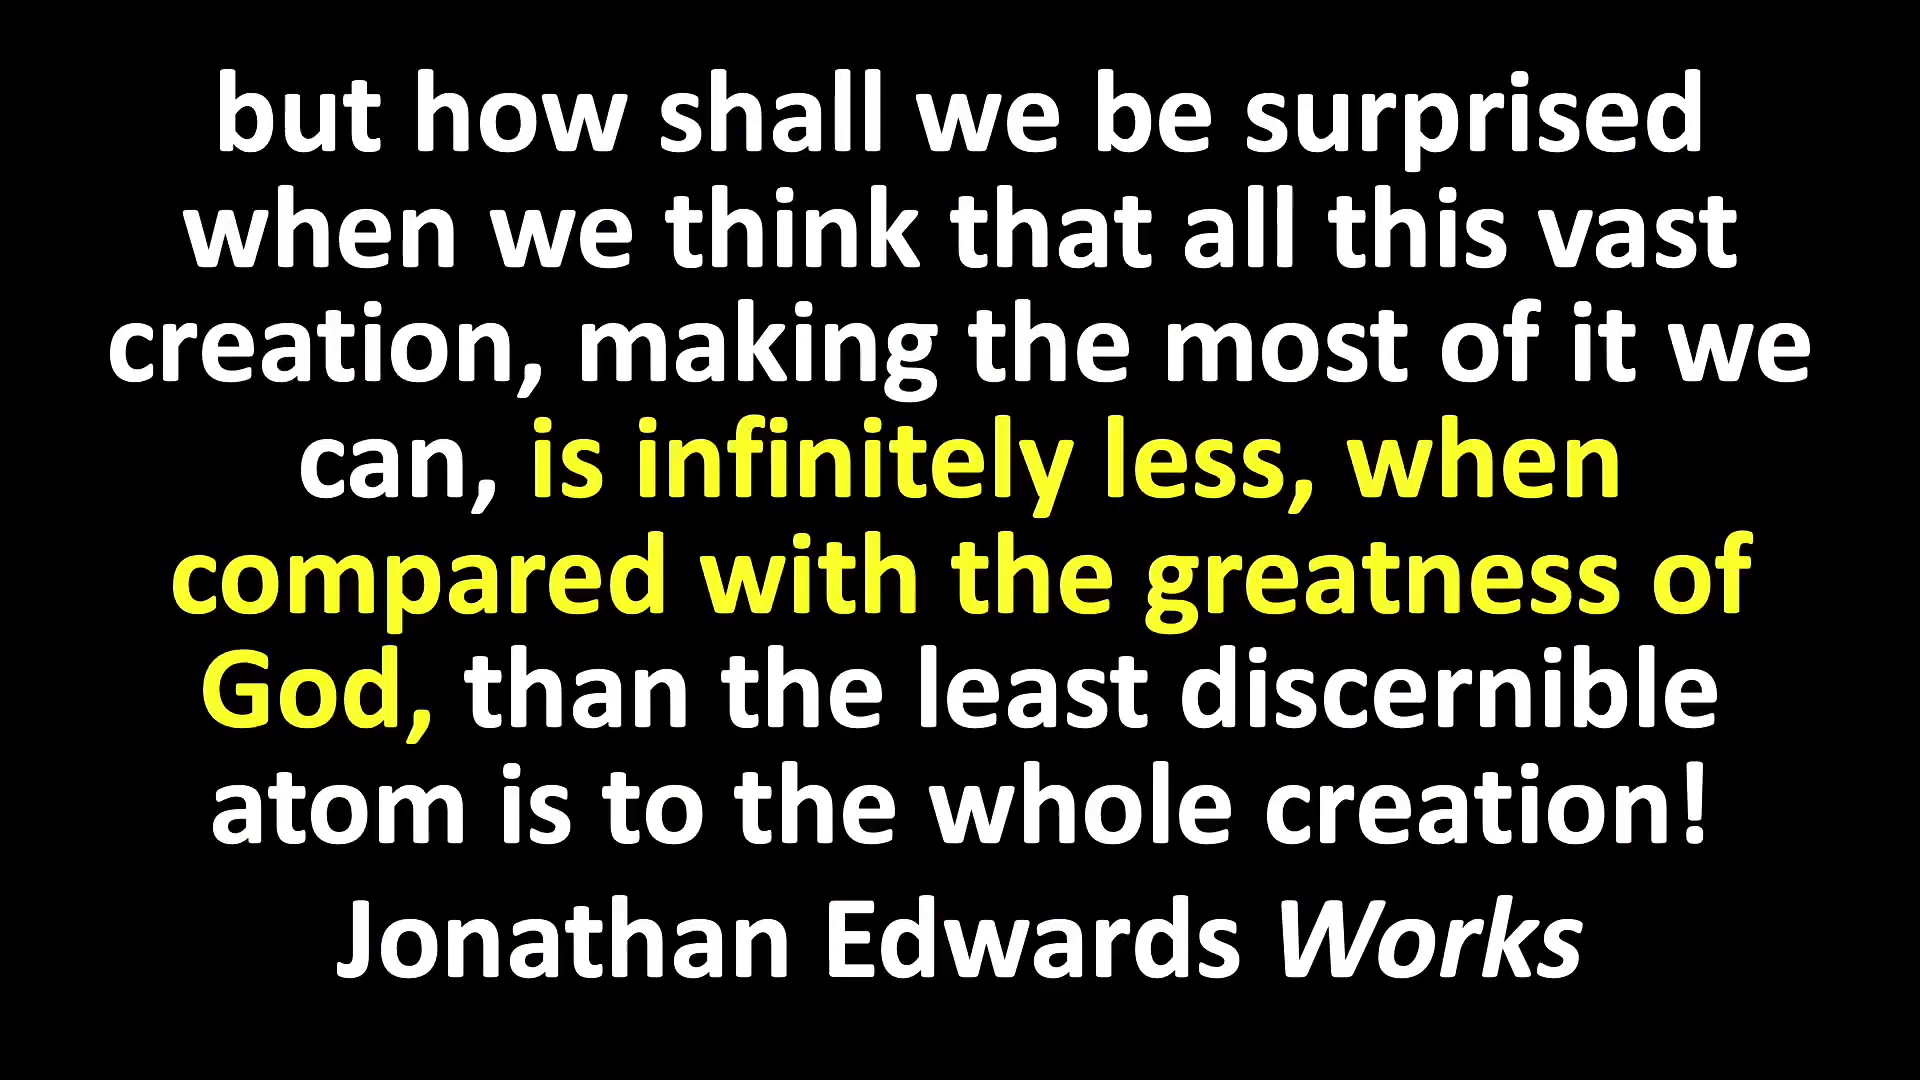 but how shall we be surprised
when we think that all this vast
creation, making the most of it we
can, is infinitely less, when
compared with the greatness of
God, than the least discernible
atom is to the whole creation!
Jonathan Edwards Works